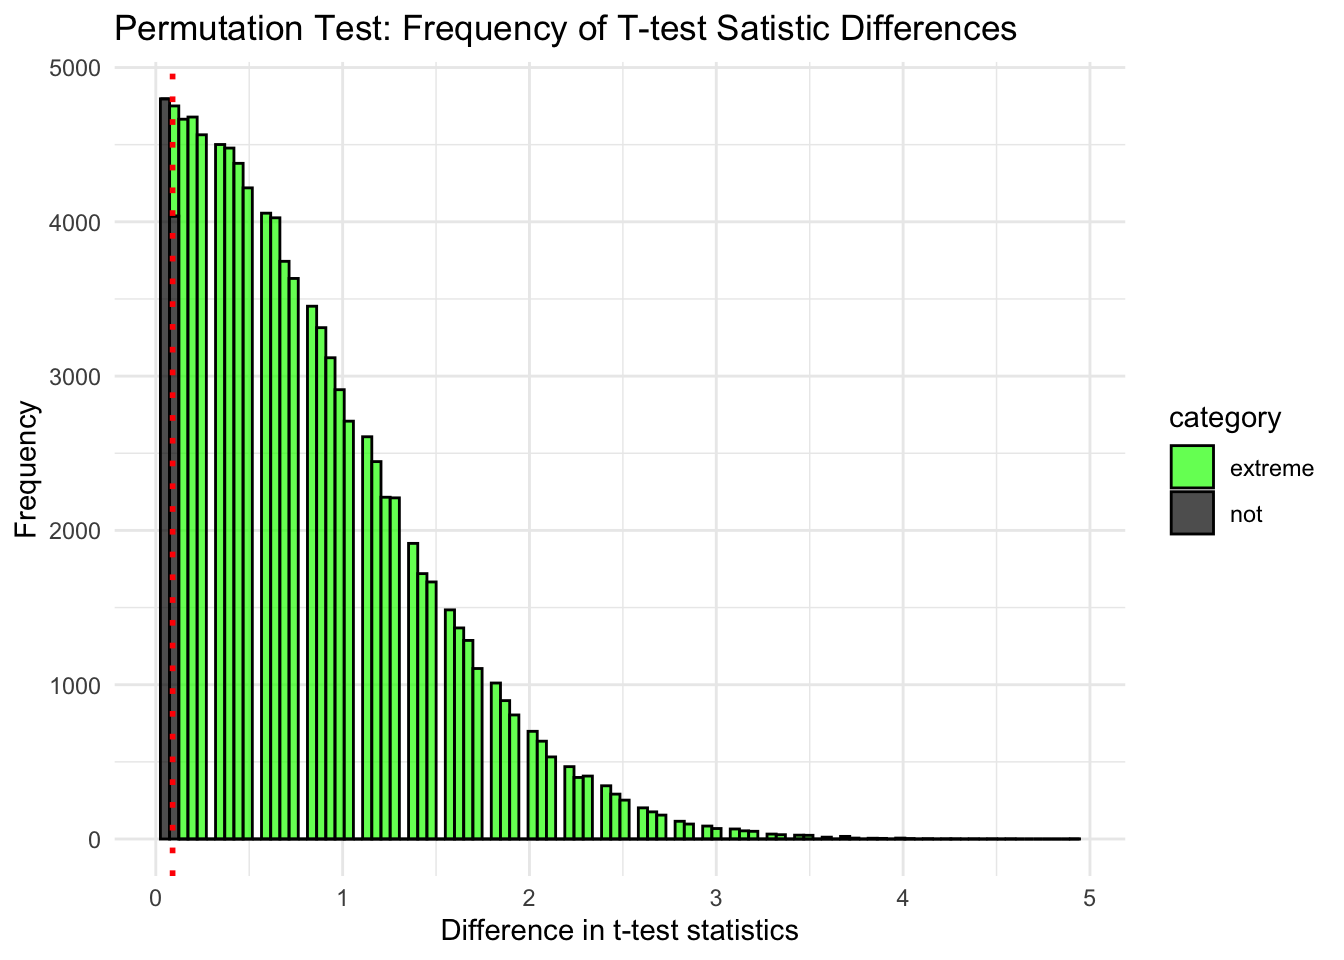 Permutation Test: Frequency of T-test Satistic Differences
5000
4000
3000
2000
1000
0
Frequency
0 1 2 3 4 5
Difference in t-test statistics
category
extreme
not